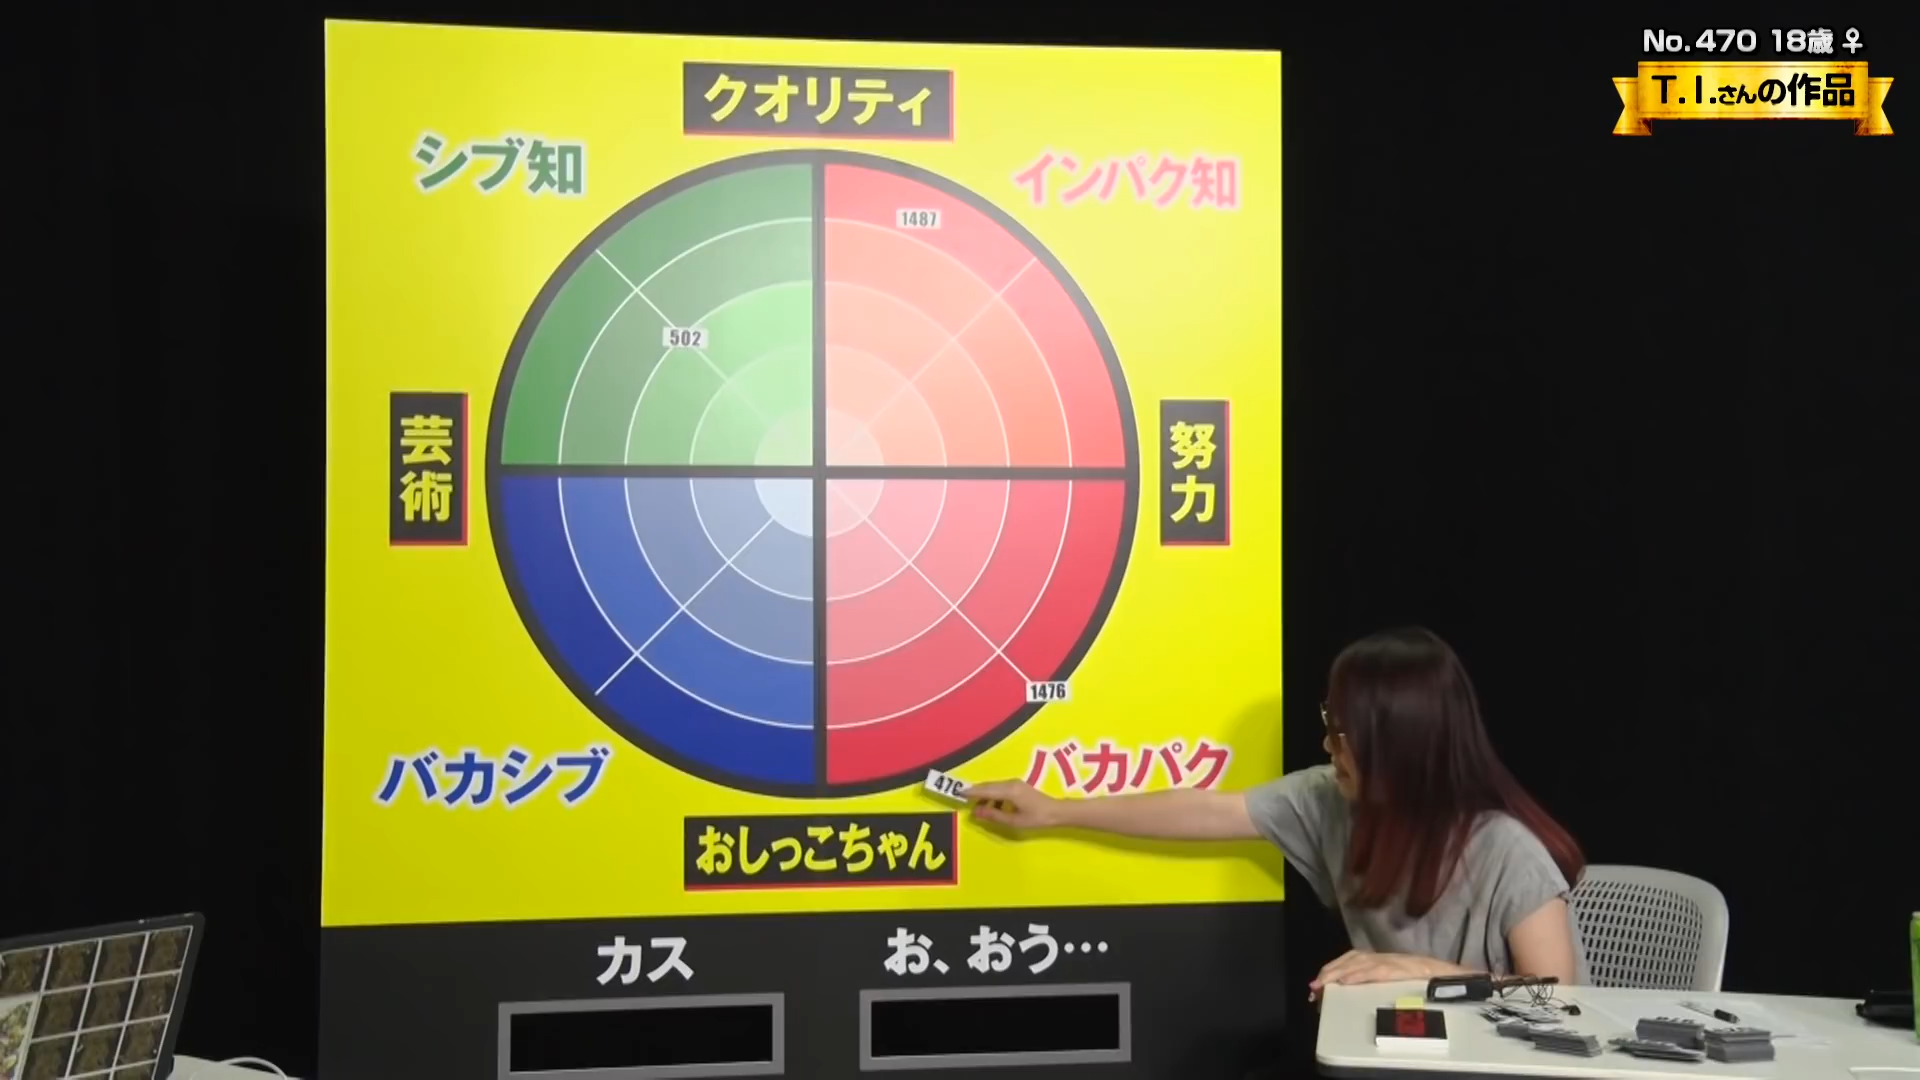 No.470 18歳♀
T.I.さんの作品
クオリティ
シブ知
インパク知
1487
502
芸術
努力
1476
バカシブ
バカパク
470
おしっこちゃん
カス
お、おう…